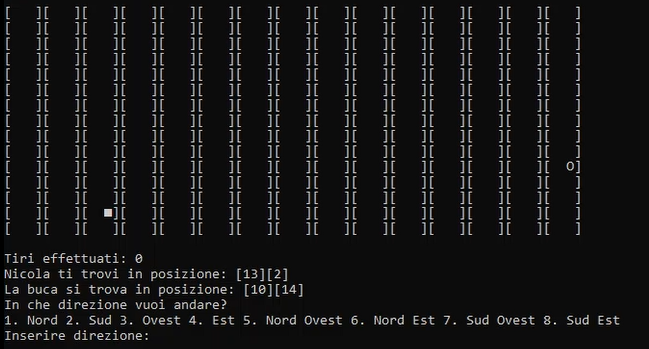 [   ][   ][   ][   ][   ][   ][   ][   ][   ][   ][   ][   ][   ][   ][   ]
[   ][   ][   ][   ][   ][   ][   ][   ][   ][   ][   ][   ][   ][   ][   ]
[   ][   ][   ][   ][   ][   ][   ][   ][   ][   ][   ][   ][   ][   ][   ]
[   ][   ][   ][   ][   ][   ][   ][   ][   ][   ][   ][   ][   ][   ][   ]
[   ][   ][   ][   ][   ][   ][   ][   ][   ][   ][   ][   ][   ][   ][   ]
[   ][   ][   ][   ][   ][   ][   ][   ][   ][   ][   ][   ][   ][   ][   ]
[   ][   ][   ][   ][   ][   ][   ][   ][   ][   ][   ][   ][   ][   ][   ]
[   ][   ][   ][   ][   ][   ][   ][   ][   ][   ][   ][   ][   ][   ][   ]
[   ][   ][   ][   ][   ][   ][   ][   ][   ][   ][   ][   ][   ][   ][   ]
[   ][   ][   ][   ][   ][   ][   ][   ][   ][   ][   ][   ][   ][   ][   ]
[   ][   ][   ][   ][   ][   ][   ][   ][   ][   ][   ][   ][   ][   ][  O]
[   ][   ][   ][   ][   ][   ][   ][   ][   ][   ][   ][   ][   ][   ][   ]
[   ][   ][   ][   ][   ][   ][   ][   ][   ][   ][   ][   ][   ][   ][   ]
[   ][   ][  ■][   ][   ][   ][   ][   ][   ][   ][   ][   ][   ][   ][   ]
[   ][   ][   ][   ][   ][   ][   ][   ][   ][   ][   ][   ][   ][   ][   ]
Tiri effettuati: 0
Nicola ti trovi in posizione: [13][2]
La buca si trova in posizione: [10][14]
In che direzione vuoi andare?
1. Nord 2. Sud 3. Ovest 4. Est 5. Nord Ovest 6. Nord Est 7. Sud Ovest 8. Sud Est
Inserire direzione: